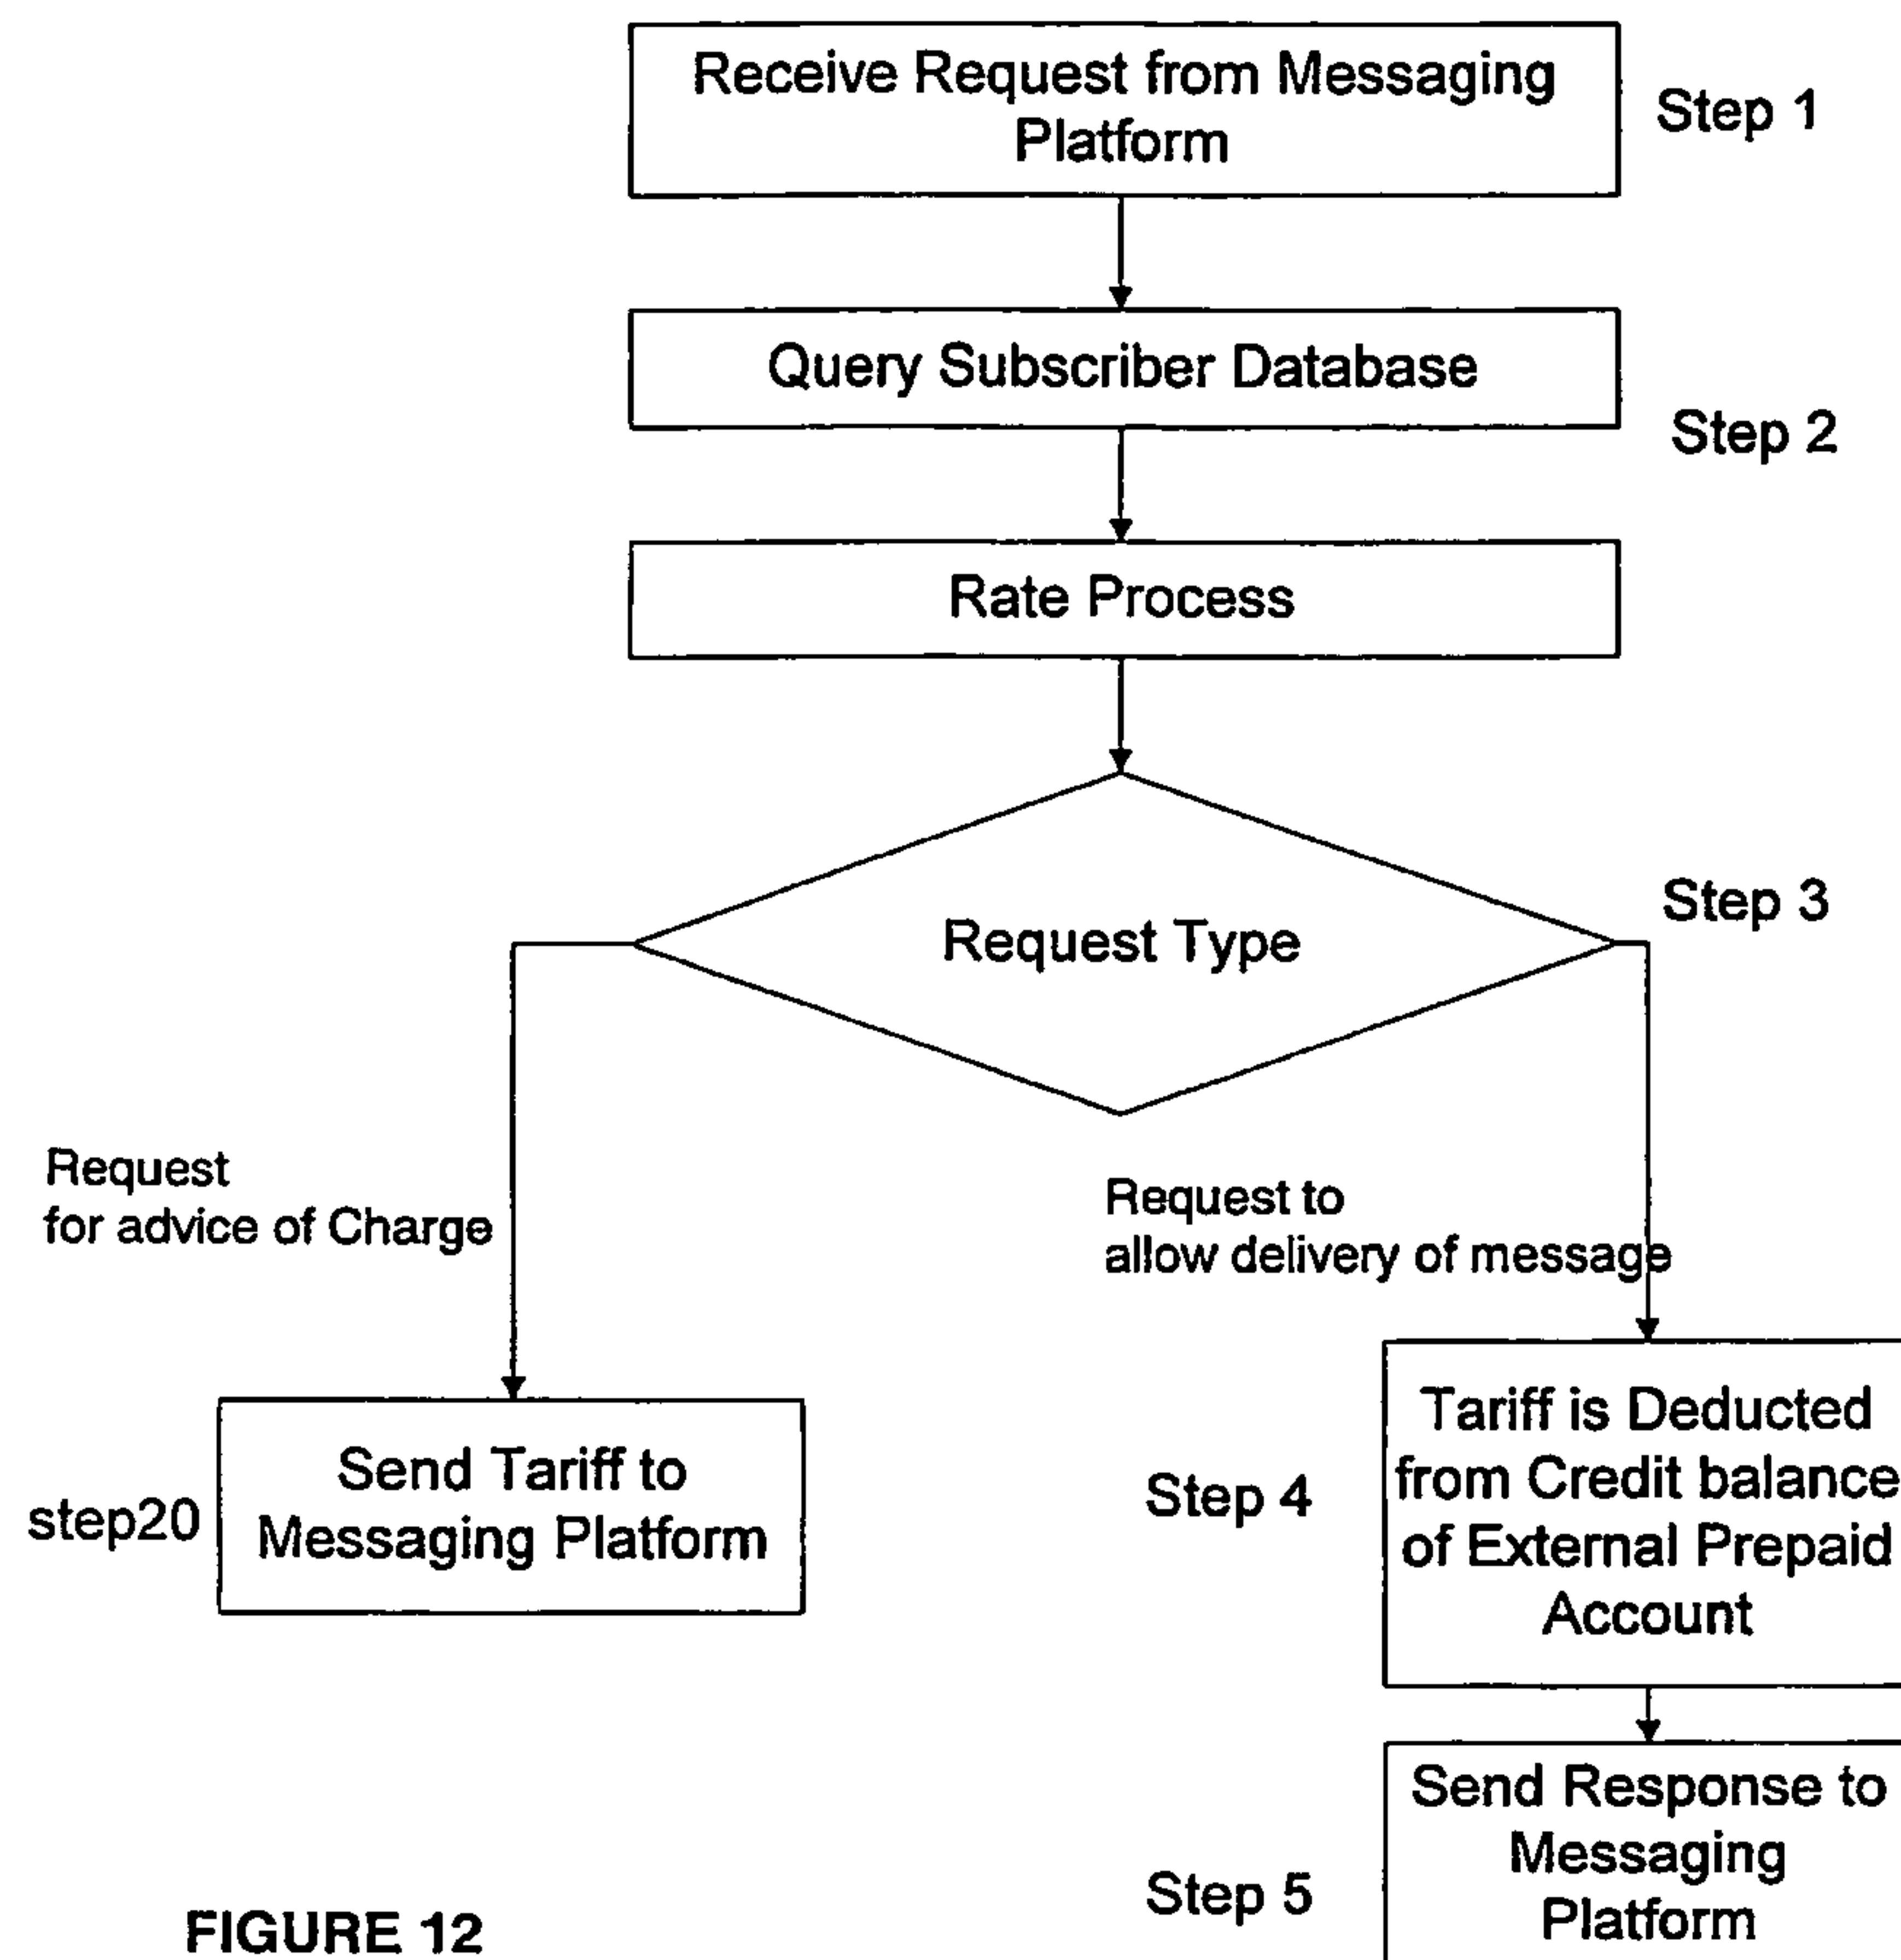 Receive Request from Messaging
Platform
Step 1
Query Subscriber Database
Step 2
Rate Process
Step 3
Request Type
Request
for advice of Charge
Request to
allow delivery of message
Send Tariff to
Messaging Platform
step20
Tariff is Deducted
from Credit balance
of External Prepaid
Account
Step 4
Send Response to
Messaging
Platform
Step 5
FIGURE 12